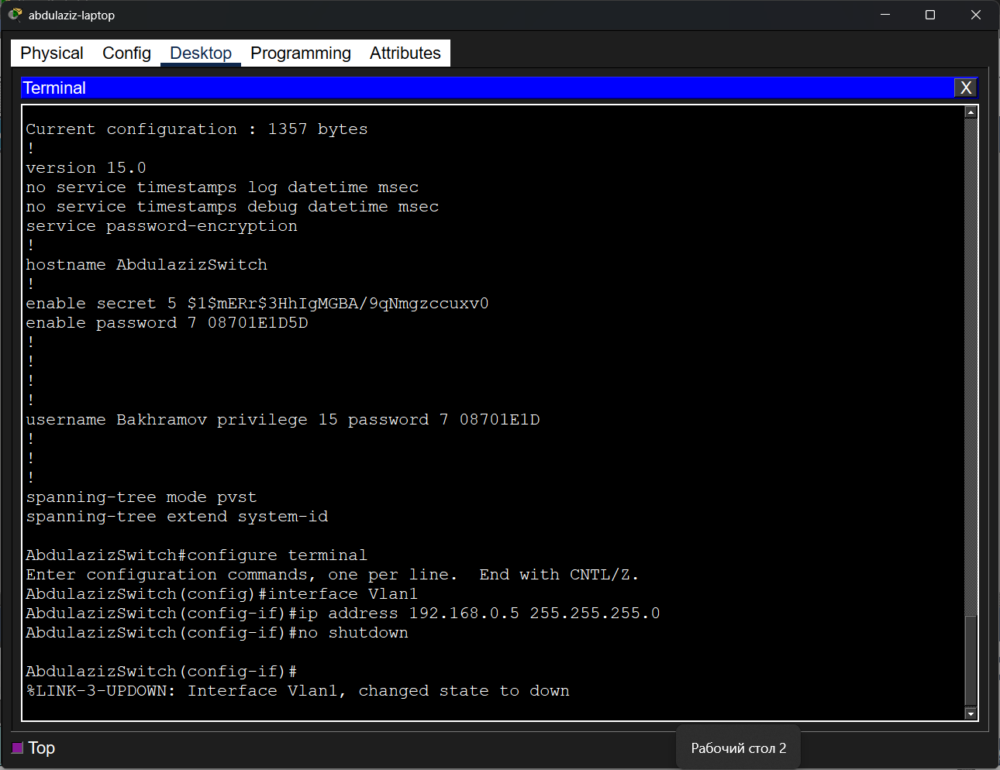 abdulaziz-laptop
Physical Config Desktop Programming Attributes
Terminal X
Current configuration : 1357 bytes
!
version 15.0
no service timestamps log datetime msec
no service timestamps debug datetime msec
service password-encryption
!
hostname AbdulazizSwitch
!
enable secret 5 $1$mERr$3HhIgMGBA/9qNmgzccuxv0
enable password 7 08701E1D5D
!
!
!
!
username Bakhramov privilege 15 password 7 08701E1D
!
!
!
spanning-tree mode pvst
spanning-tree extend system-id
AbdulazizSwitch#configure terminal
Enter configuration commands, one per line.  End with CNTL/Z.
AbdulazizSwitch(config)#interface Vlan1
AbdulazizSwitch(config-if)#ip address 192.168.0.5 255.255.255.0
AbdulazizSwitch(config-if)#no shutdown
AbdulazizSwitch(config-if)#
%LINK-3-UPDOWN: Interface Vlan1, changed state to down
Top
Рабочий стол 2